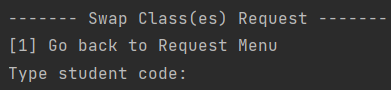 ------- Swap Class(es) Request -------
[1] Go back to Request Menu
Type student code: